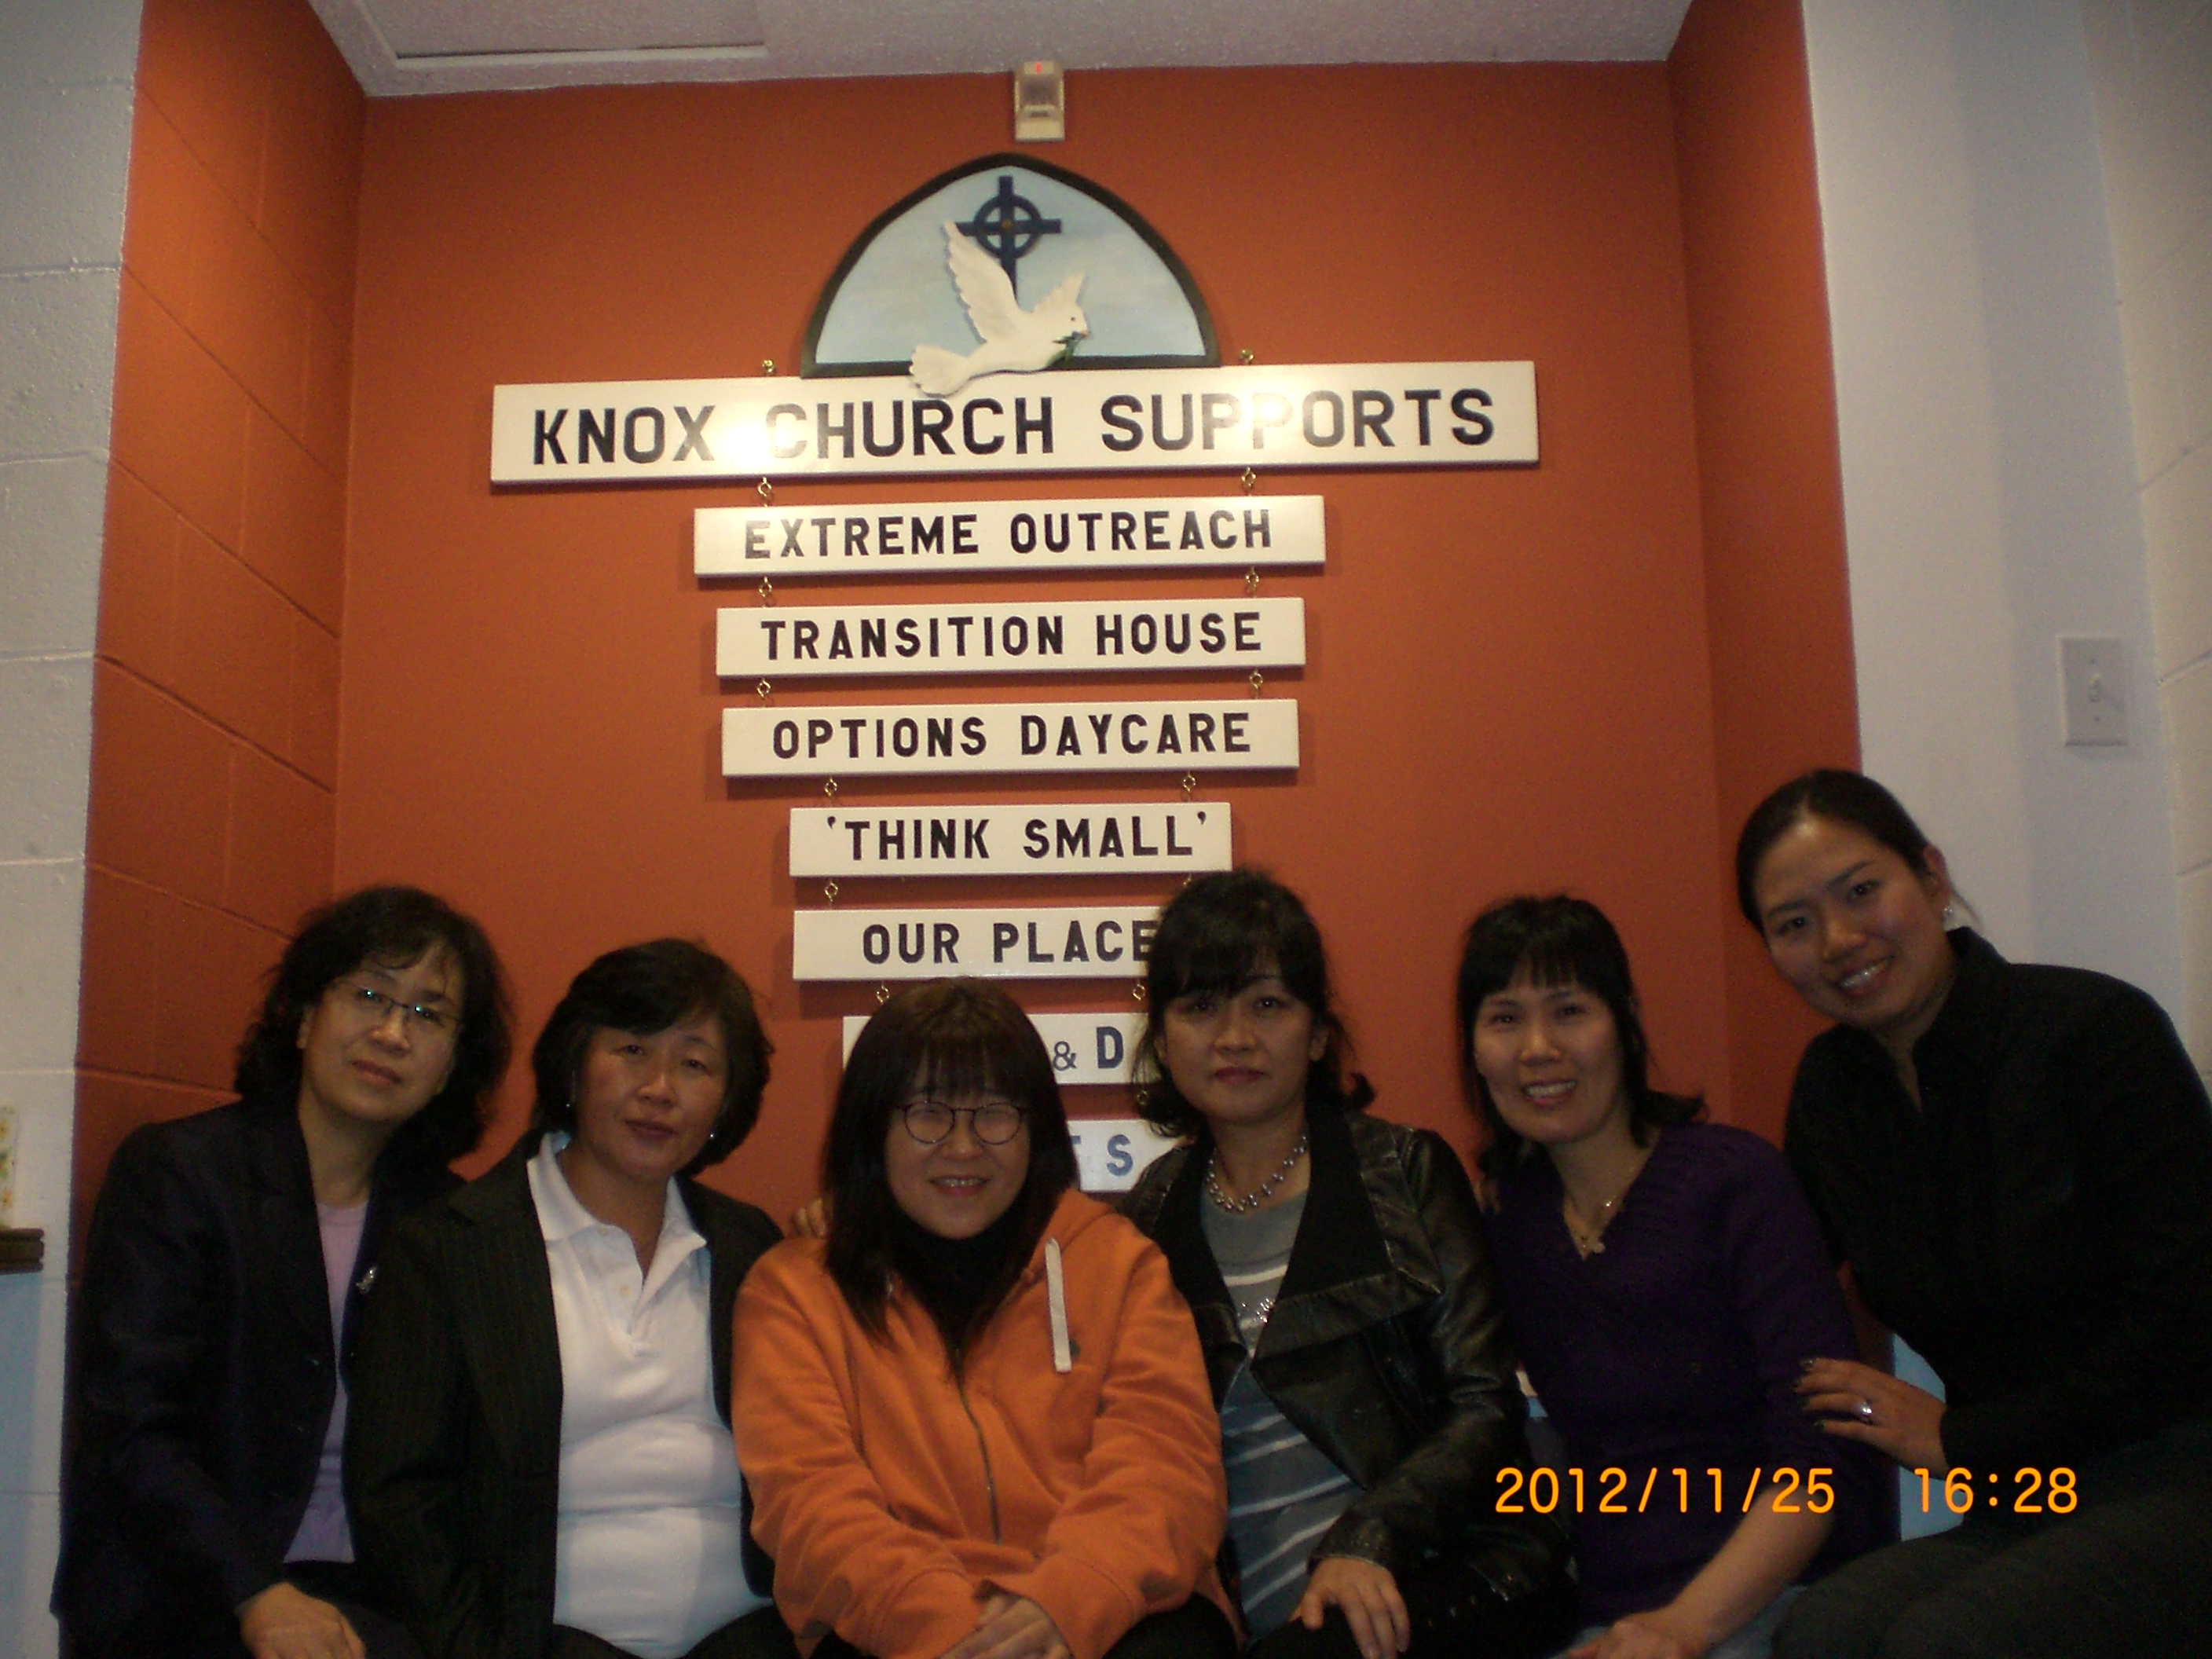 KNOX CHURCH SUPPORTS
EXTREME OUTREACH
TRANSITION HOUSE
OPTIONS DAYCARE
'THINK SMALL'
OUR PLACE
& D
S
2012/11/25 16:28